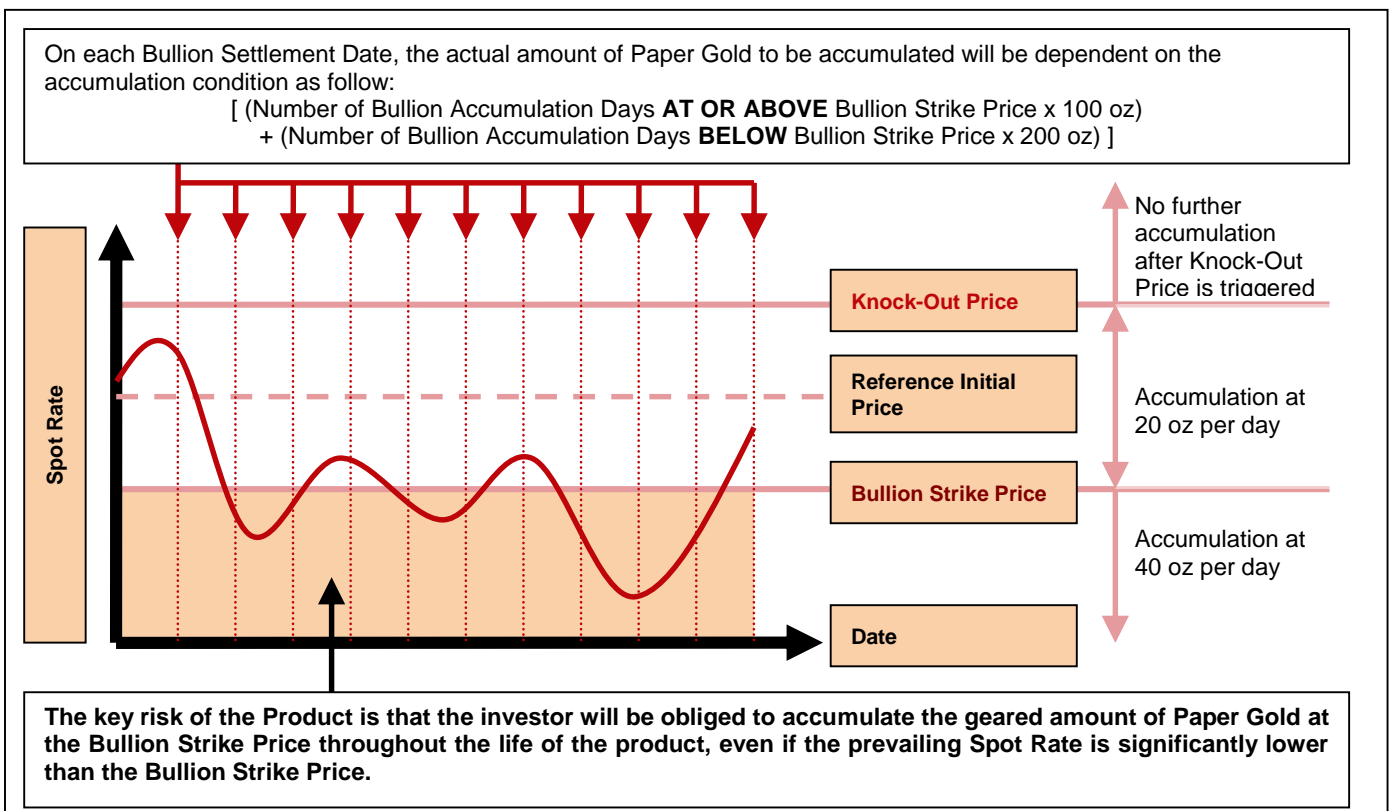 On each Bullion Settlement Date, the actual amount of Paper Gold to be accumulated will be dependent on the
accumulation condition as follow:
[ (Number of Bullion Accumulation Days AT OR ABOVE Bullion Strike Price x 100 oz)
+ (Number of Bullion Accumulation Days BELOW Bullion Strike Price x 200 oz) ]
No further
accumulation
after Knock-Out
Price is triggered
Knock-Out Price
Reference Initial
Price
Accumulation at
20 oz per day
Spot Rate
Bullion Strike Price
Accumulation at
40 oz per day
Date
The key risk of the Product is that the investor will be obliged to accumulate the geared amount of Paper Gold at
the Bullion Strike Price throughout the life of the product, even if the prevailing Spot Rate is significantly lower
than the Bullion Strike Price.